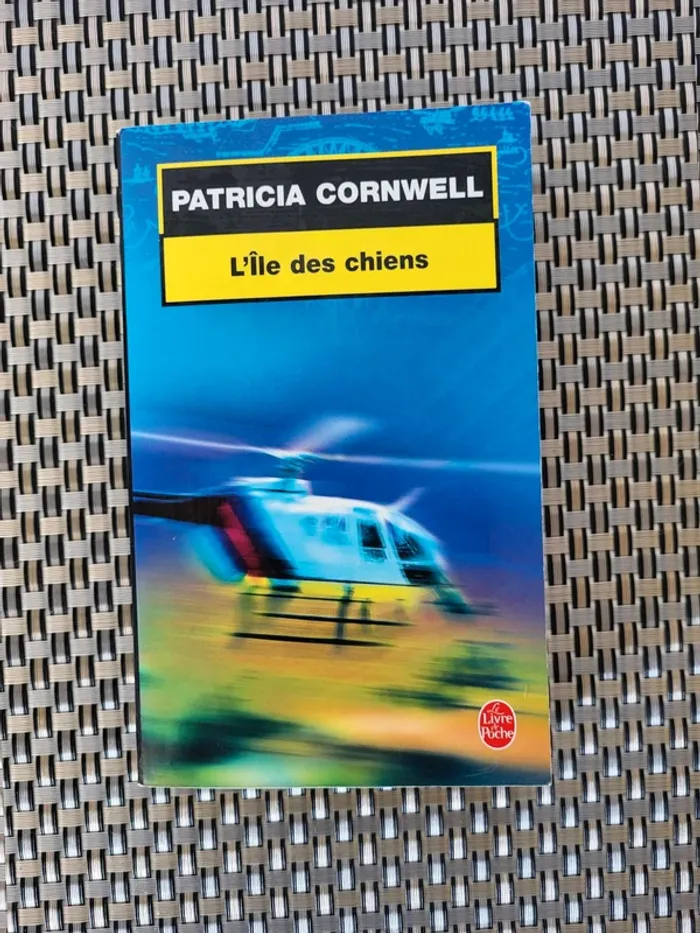 PATRICIA CORNWELL
L'Île des chiens
Le
Livre
de
Poche